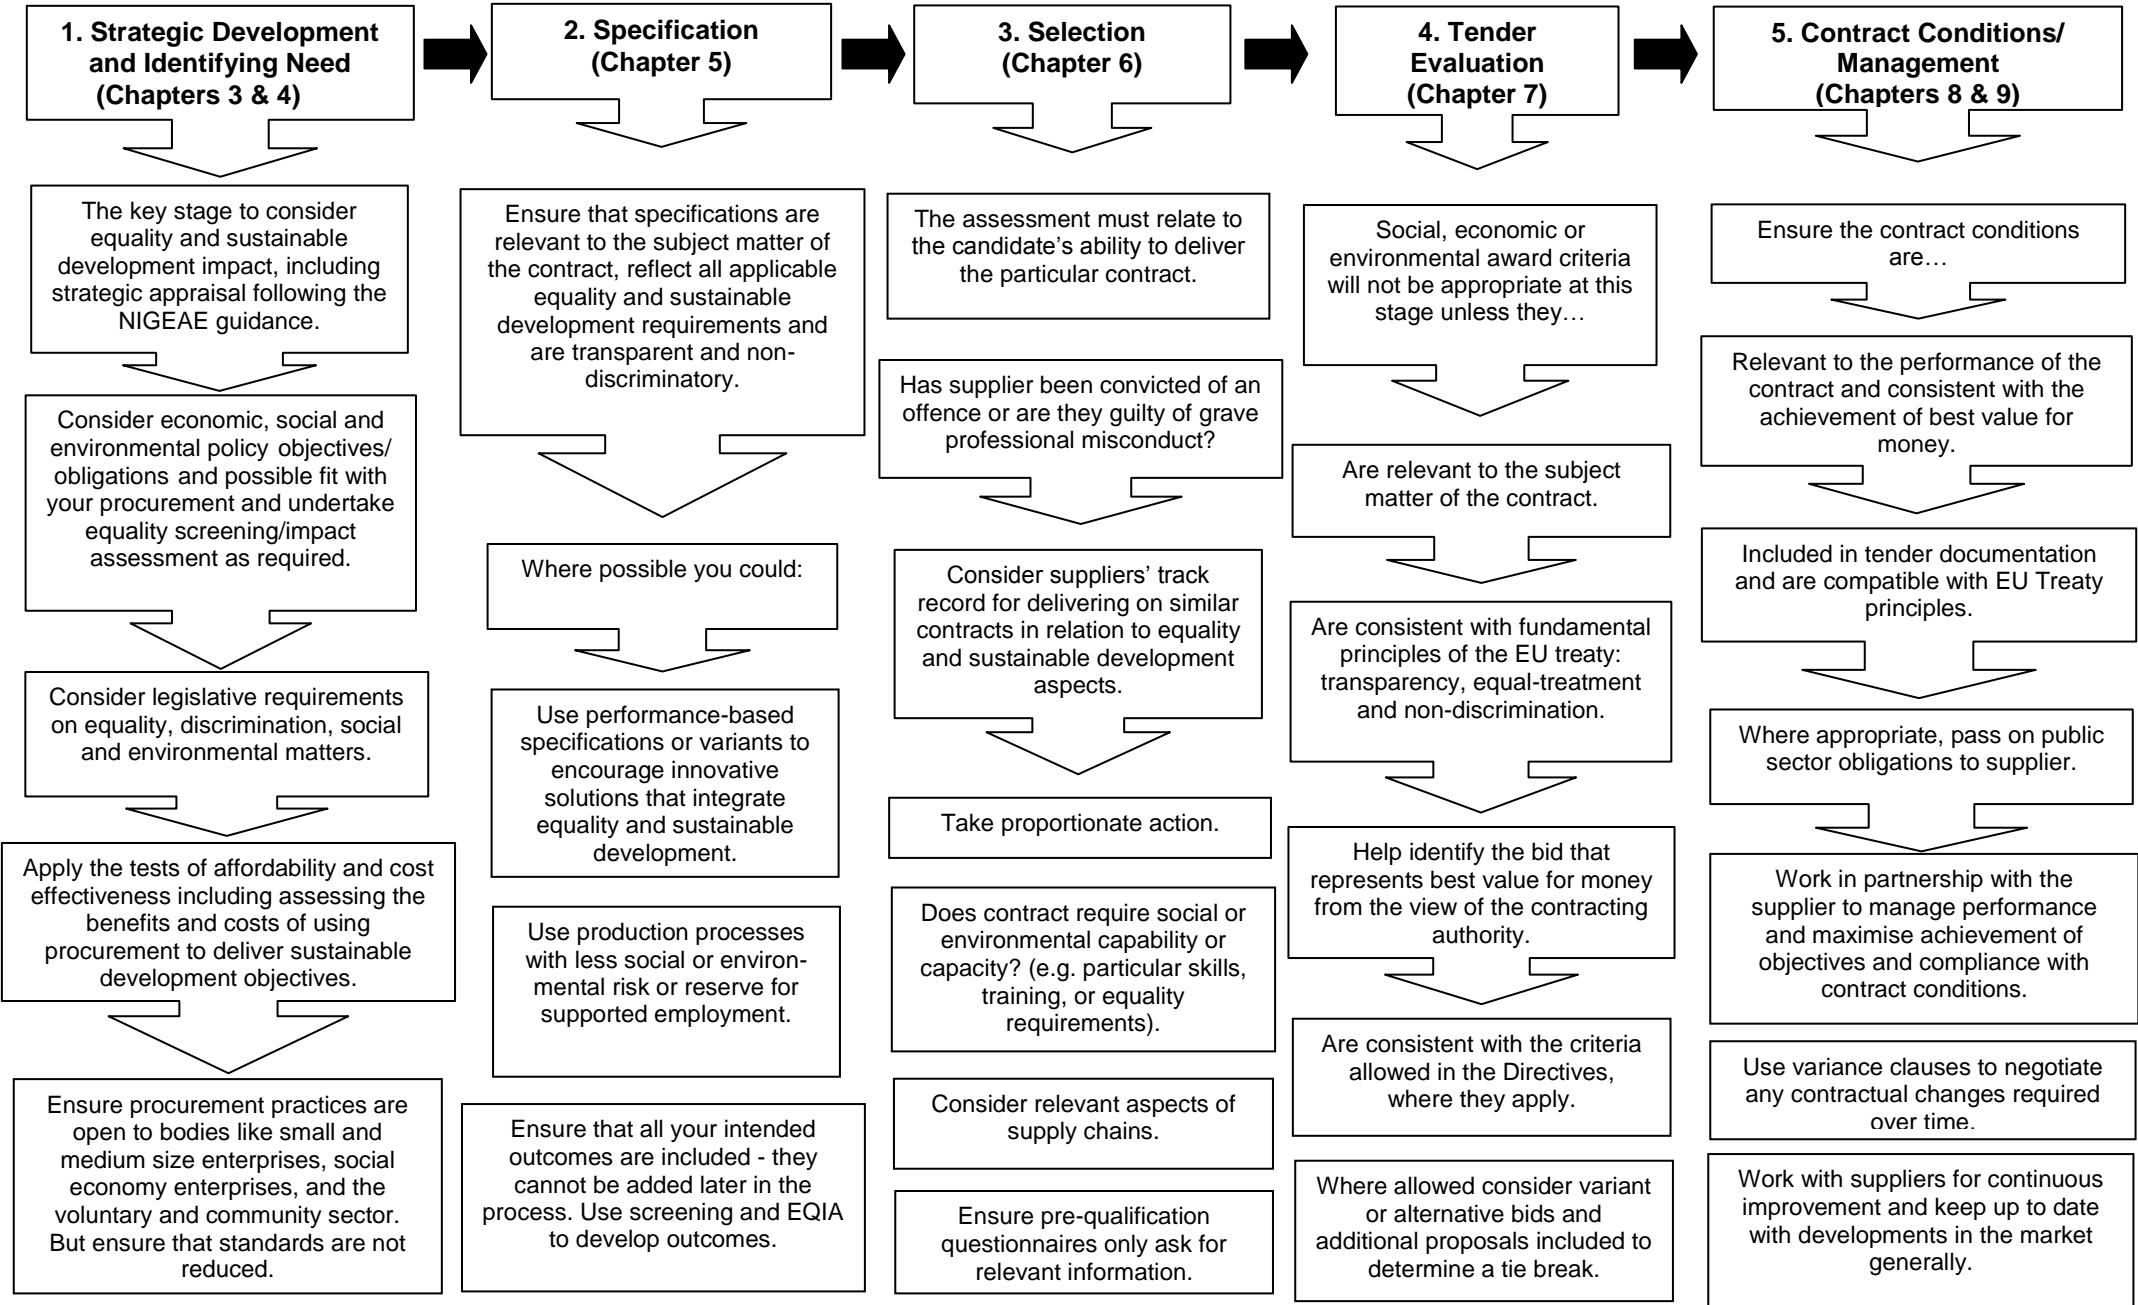 1. Strategic Development
and Identifying Need
(Chapters 3 & 4)
2. Specification
(Chapter 5)
3. Selection
(Chapter 6)
4. Tender
Evaluation
(Chapter 7)
5. Contract Conditions/
Management
(Chapters 8 & 9)
The key stage to consider
equality and sustainable
development impact, including
strategic appraisal following the
NIGEAE guidance.
Consider economic, social and
environmental policy objectives/
obligations and possible fit with
your procurement and undertake
equality screening/impact
assessment as required.
Consider legislative requirements
on equality, discrimination, social
and environmental matters.
Apply the tests of affordability and cost
effectiveness including assessing the
benefits and costs of using
procurement to deliver sustainable
development objectives.
Ensure procurement practices are
open to bodies like small and
medium size enterprises, social
economy enterprises, and the
voluntary and community sector.
But ensure that standards are not
reduced.
Ensure that specifications are
relevant to the subject matter of
the contract, reflect all applicable
equality and sustainable
development requirements and
are transparent and non-
discriminatory.
Where possible you could:
Use performance-based
specifications or variants to
encourage innovative
solutions that integrate
equality and sustainable
development.
Use production processes
with less social or environ-
mental risk or reserve for
supported employment.
Ensure that all your intended
outcomes are included - they
cannot be added later in the
process. Use screening and EQIA
to develop outcomes.
The assessment must relate to
the candidate’s ability to deliver
the particular contract.
Has supplier been convicted of an
offence or are they guilty of grave
professional misconduct?
Consider suppliers’ track
record for delivering on similar
contracts in relation to equality
and sustainable development
aspects.
Take proportionate action.
Does contract require social or
environmental capability or
capacity? (e.g. particular skills,
training, or equality
requirements).
Consider relevant aspects of
supply chains.
Ensure pre-qualification
questionnaires only ask for
relevant information.
Social, economic or
environmental award criteria
will not be appropriate at this
stage unless they…
Are relevant to the subject
matter of the contract.
Are consistent with fundamental
principles of the EU treaty:
transparency, equal-treatment
and non-discrimination.
Help identify the bid that
represents best value for money
from the view of the contracting
authority.
Are consistent with the criteria
allowed in the Directives,
where they apply.
Where allowed consider variant
or alternative bids and
additional proposals included to
determine a tie break.
Ensure the contract conditions
are…
Relevant to the performance of the
contract and consistent with the
achievement of best value for
money.
Included in tender documentation
and are compatible with EU Treaty
principles.
Where appropriate, pass on public
sector obligations to supplier.
Work in partnership with the
supplier to manage performance
and maximise achievement of
objectives and compliance with
contract conditions.
Use variance clauses to negotiate
any contractual changes required
over time.
Work with suppliers for continuous
improvement and keep up to date
with developments in the market
generally.